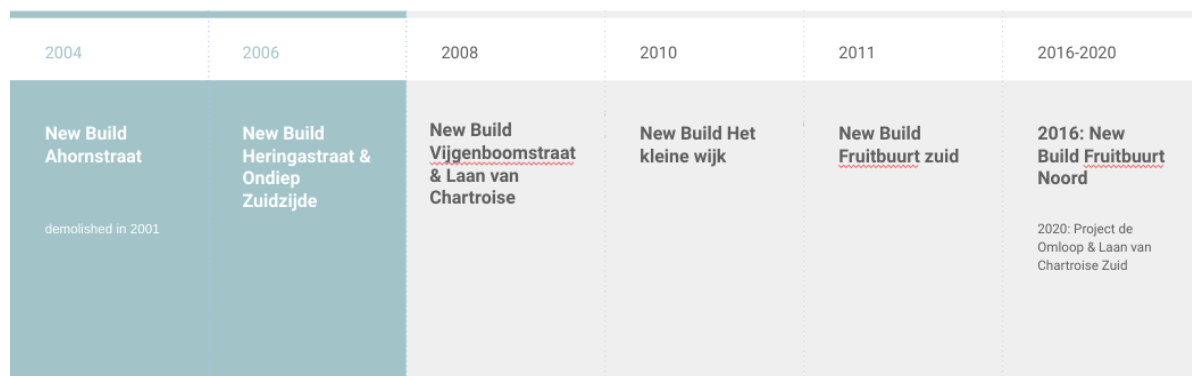 2004
2006
2008
2010
2011
2016-2020
New Build
Ahornstraat
demolished in 2001
New Build
Heringastraat &
Ondiep
Zuidzijde
New Build
Vijgenboomstraat
& Laan van
Chartroise
New Build Het
kleine wijk
New Build
Fruitbuurt zuid
2016: New
Build Fruitbuurt
Noord
2020: Project de
Omloop & Laan van
Chartroise Zuid